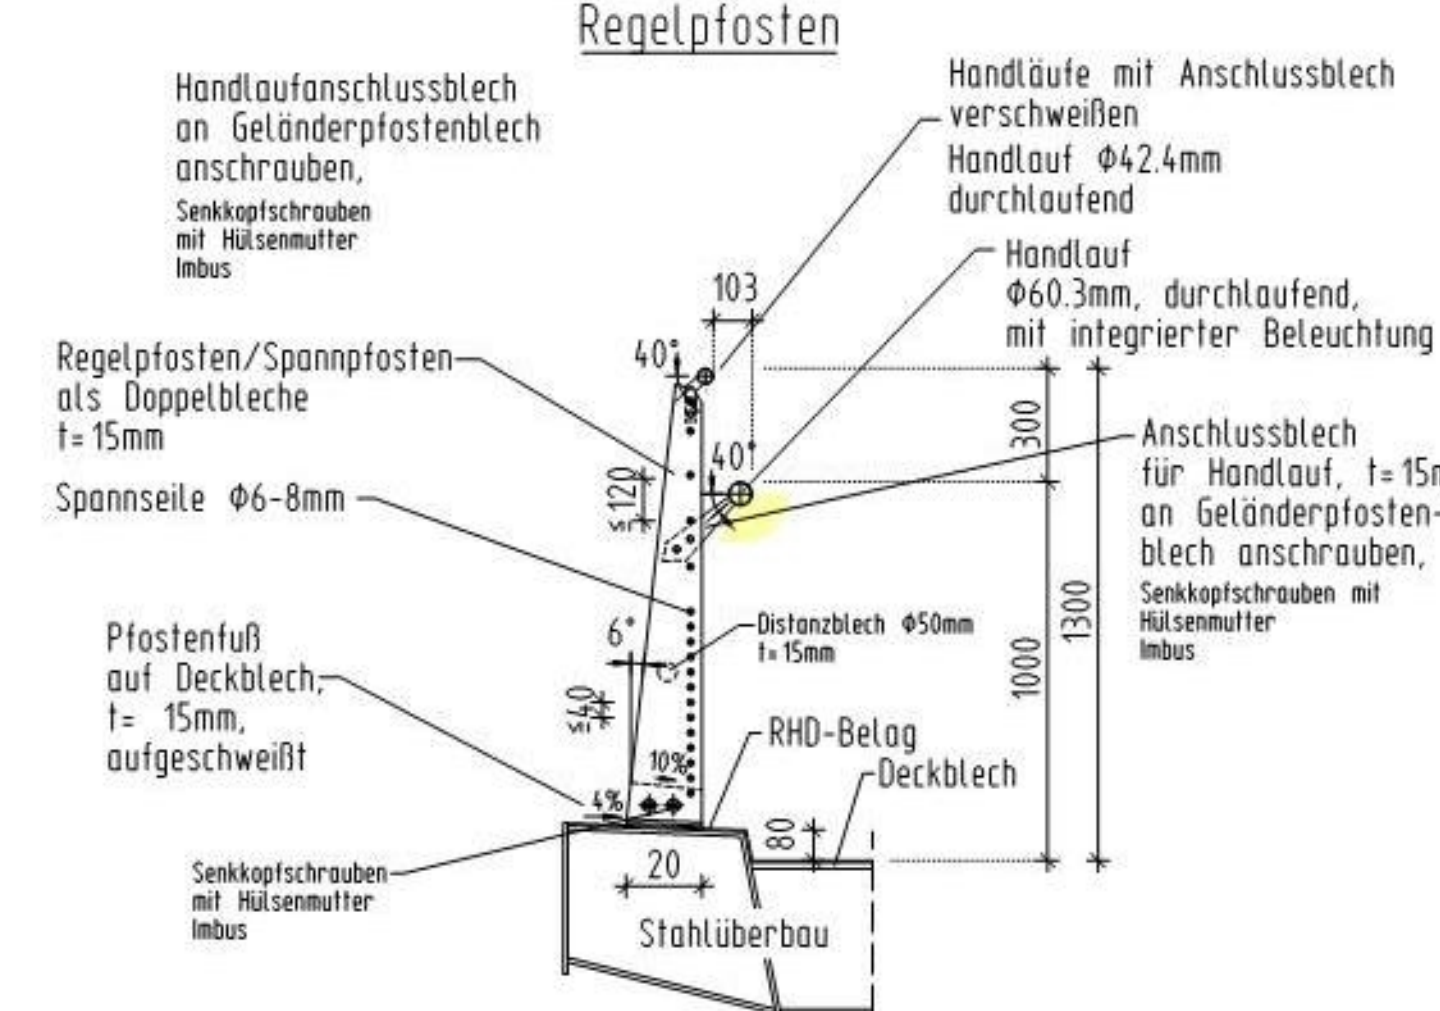 Regelpfosten
Handlaufanschlussblech
an Geländerpfostenblech
anschrauben,
Senkkopfschrauben
mit Hülsenmutter
Imbus
Handläufe mit Anschlussblech
verschweißen
Handlauf Φ42.4mm
durchlaufend
Handlauf
Φ60.3mm, durchlaufend,
mit integrierter Beleuchtung
103
40°
Regelpfosten/Spannpfosten
als Doppelbleche
t= 15mm
300
Anschlussblech
für Handlauf, t= 15
an Geländerpfosten-
blech anschrauben,
Senkkopfschrauben mit
Hülsenmutter
Imbus
40°
≤120
Spannseile Φ6-8mm
1300
1000
6°
Distanzblech Φ50mm
t= 15mm
Pfostenfuß
auf Deckblech,
t= 15mm,
aufgeschweißt
≤40
RHD-Belag
Deckblech
10%
4%
80
20
Senkkopfschrauben
mit Hülsenmutter
Imbus
Stahlüberbau